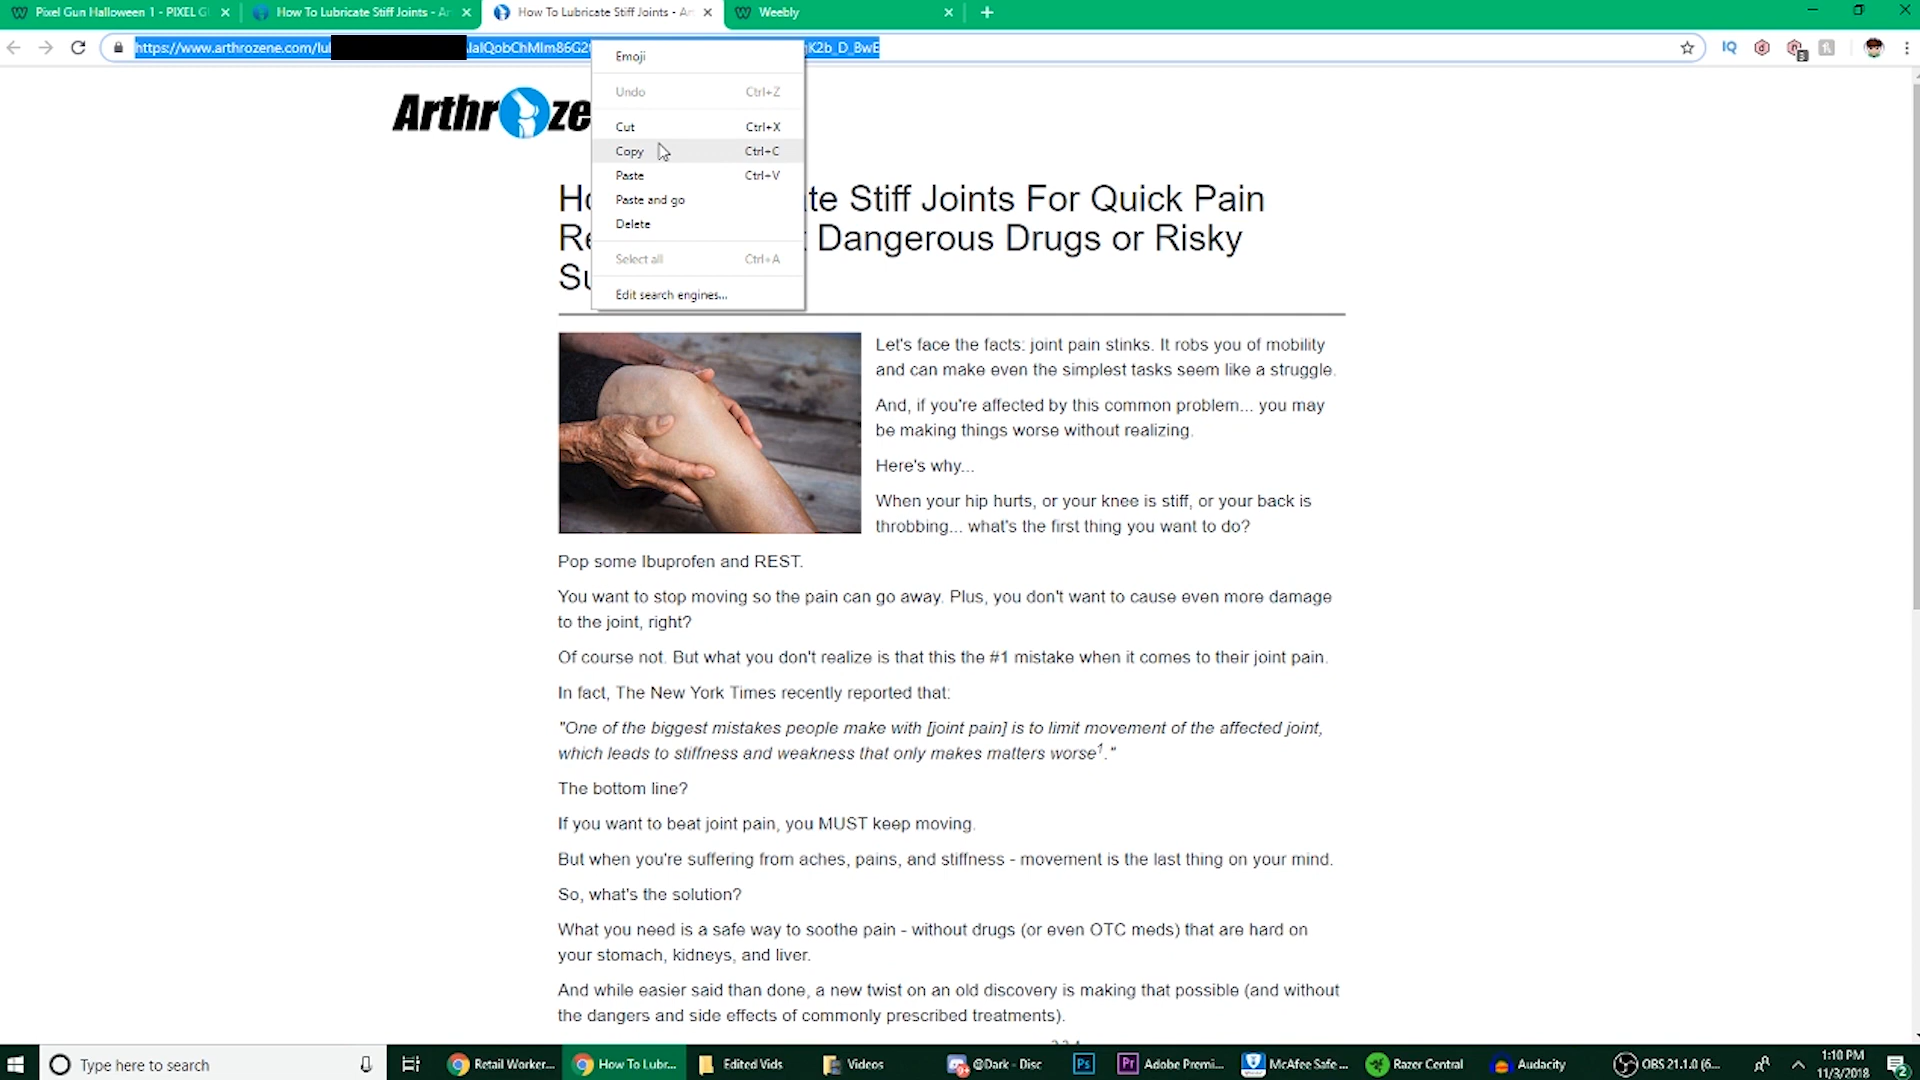 Pixel Gun Halloween 1 - PIXEL G
How To Lubricate Stiff Joints - Ar
How To Lubricate Stiff Joints - Ar
Weebly
https://www.arthrozene.com/lu
QobChMIm86G2
K2b_D_BwE
IQ
Arthr ze
Emoji
Undo Ctrl+Z
Cut Ctrl+X
Copy Ctrl+C
Paste Ctrl+V
Paste and go
Delete
Select all Ctrl+A
Edit search engines...
te Stiff Joints For Quick Pain
Dangerous Drugs or Risky
Let's face the facts: joint pain stinks. It robs you of mobility
and can make even the simplest tasks seem like a struggle.
And, if you're affected by this common problem... you may
be making things worse without realizing.
Here's why...
When your hip hurts, or your knee is stiff, or your back is
throbbing... what's the first thing you want to do?
Pop some Ibuprofen and REST.
You want to stop moving so the pain can go away. Plus, you don't want to cause even more damage
to the joint, right?
Of course not. But what you don't realize is that this the #1 mistake when it comes to their joint pain.
In fact, The New York Times recently reported that:
"One of the biggest mistakes people make with [joint pain] is to limit movement of the affected joint,
which leads to stiffness and weakness that only makes matters worse1."
The bottom line?
If you want to beat joint pain, you MUST keep moving.
But when you're suffering from aches, pains, and stiffness - movement is the last thing on your mind.
So, what's the solution?
What you need is a safe way to soothe pain - without drugs (or even OTC meds) that are hard on
your stomach, kidneys, and liver.
And while easier said than done, a new twist on an old discovery is making that possible (and without
the dangers and side effects of commonly prescribed treatments).
Type here to search
Retail Worker...
How To Lubr...
Edited Vids
Videos
@Dark - Disc
Ps
Pr Adobe Premi...
McAfee Safe ...
Razer Central
Audacity
OBS 21.1.0 (6...
1:10 PM
11/3/2018
2